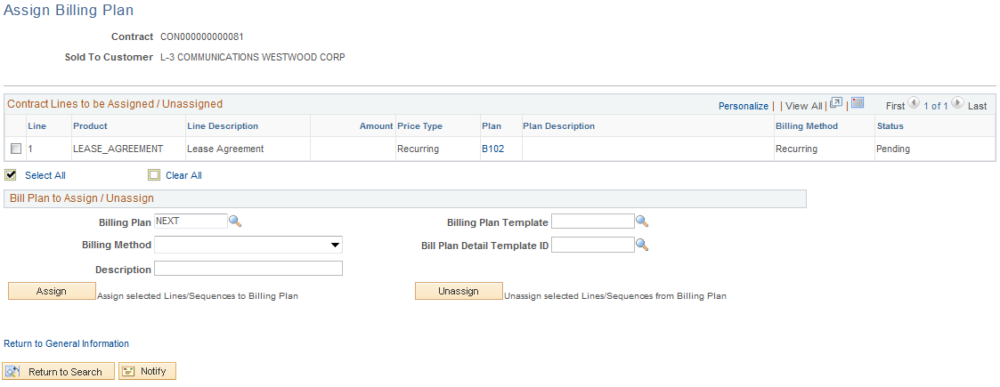 Assign Billing Plan
Contract CON000000000081
Sold To Customer L-3 COMMUNICATIONS WESTWOOD CORP
Contract Lines to be Assigned / Unassigned Personalize | | View All | | First 1 of 1 Last
Line Product Line Description Amount Price Type Plan Plan Description Billing Method Status
1 LEASE_AGREEMENT Lease Agreement Recurring B102 Recurring Pending
Select All Clear All
Bill Plan to Assign / Unassign
Billing Plan NEXT Billing Plan Template
Billing Method Bill Plan Detail Template ID
Description
Assign Assign selected Lines/Sequences to Billing Plan Unassign Unassign selected Lines/Sequences from Billing Plan
Return to General Information
Return to Search Notify